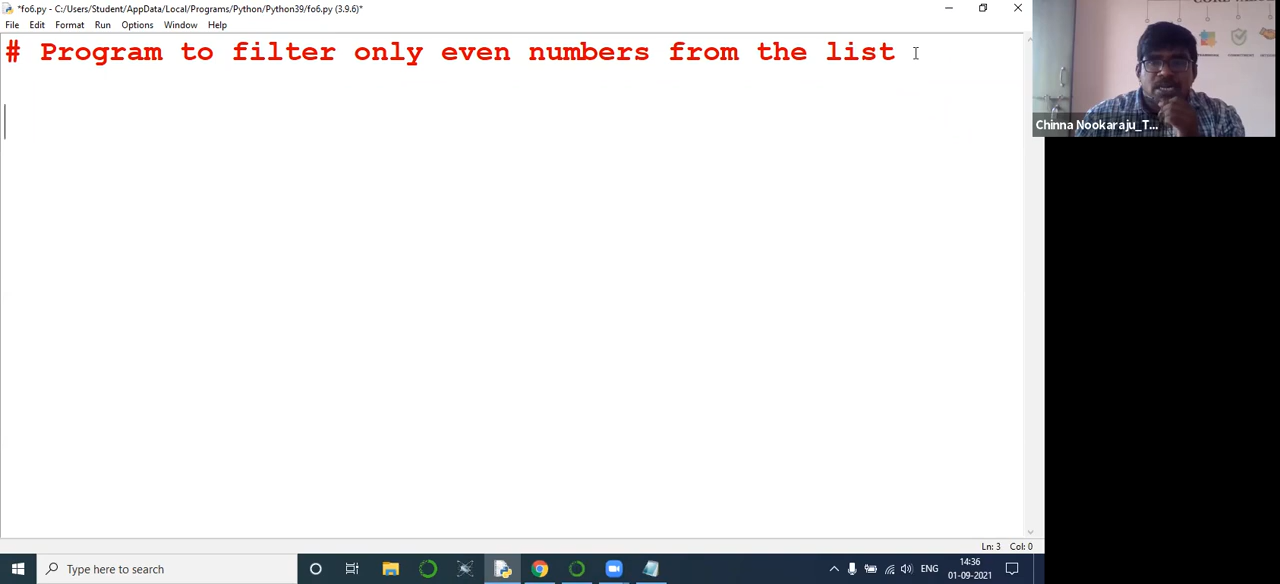 *fo6.py - C:/Users/Student/AppData/Local/Programs/Python/Python39/fo6.py (3.9.6)*
File Edit Format Run Options Window Help
# Program to filter only even numbers from the list
Chinna Nookaraju_T...
Ln: 3 Col: 0
Type here to search
ENG
14:36
01-09-2021